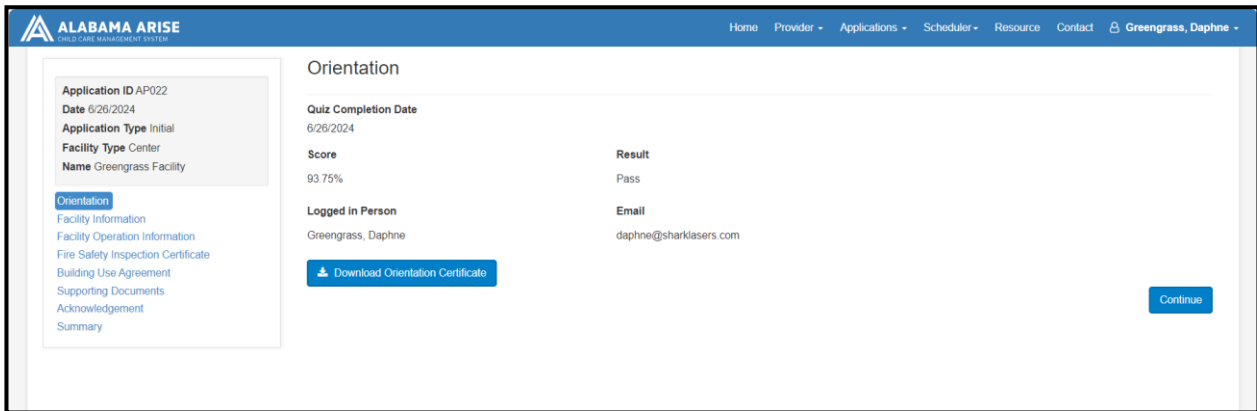 ALABAMA ARISE
CHILD CARE MANAGEMENT SYSTEM
Home Provider Applications Scheduler Resource Contact Greengrass, Daphne
Application ID AP022
Date 6/26/2024
Application Type Initial
Facility Type Center
Name Greengrass Facility
Orientation
Facility Information
Facility Operation Information
Fire Safety Inspection Certificate
Building Use Agreement
Supporting Documents
Acknowledgement
Summary
Orientation
Quiz Completion Date
6/26/2024
Score Result
93.75% Pass
Logged in Person Email
Greengrass, Daphne daphne@sharklasers.com
Download Orientation Certificate
Continue